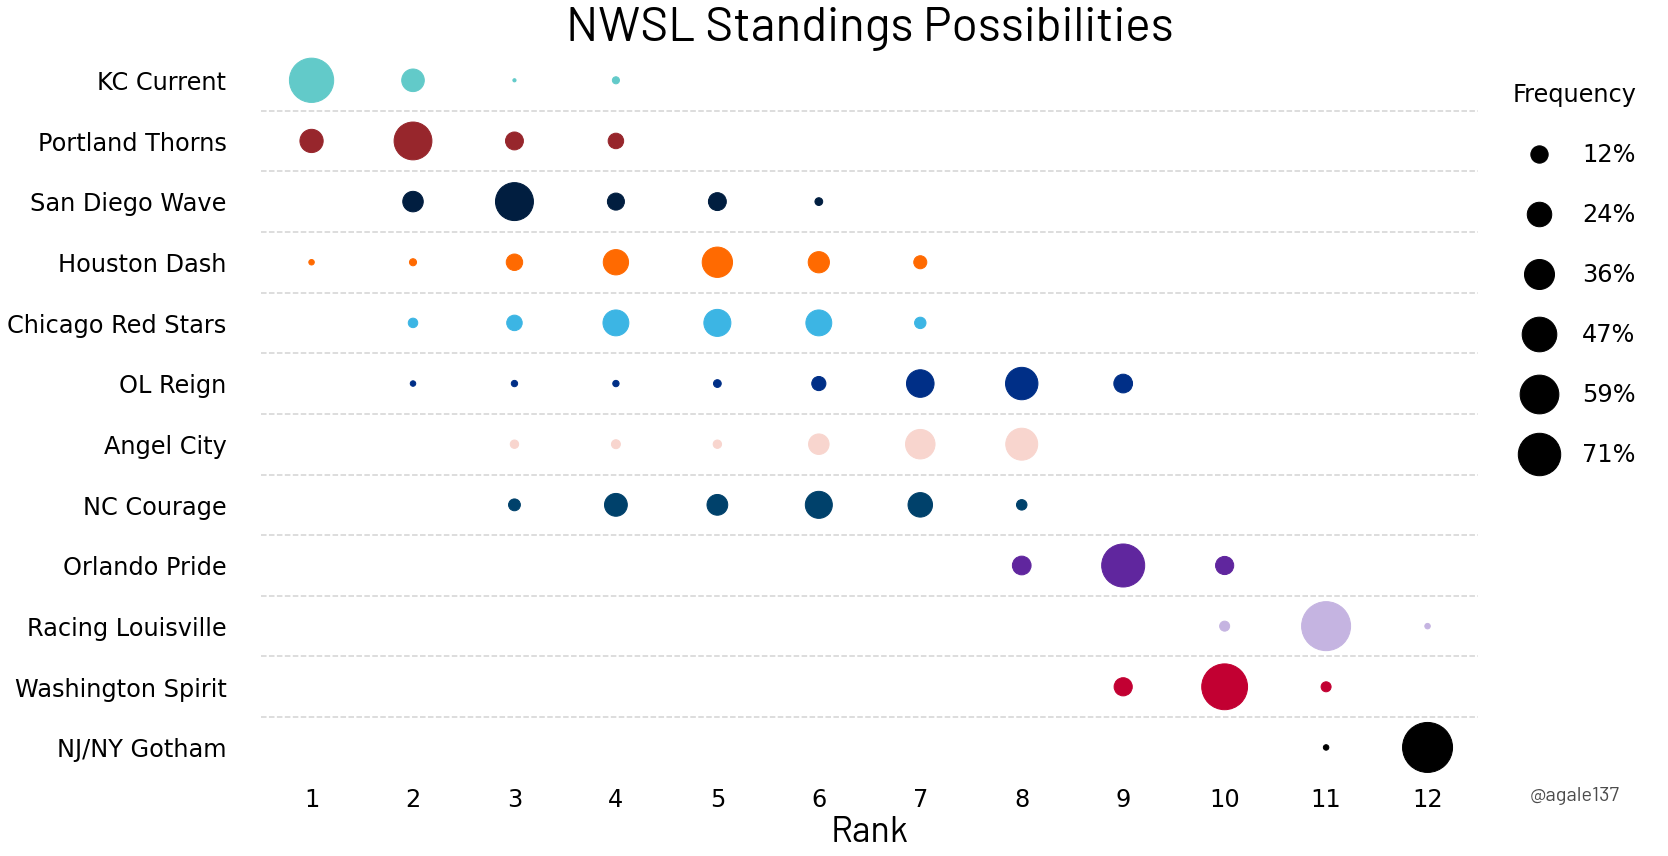 NWSL Standings Possibilities
KC Current
Portland Thorns
San Diego Wave
Houston Dash
Chicago Red Stars
OL Reign
Angel City
NC Courage
Orlando Pride
Racing Louisville
Washington Spirit
NJ/NY Gotham
1 2 3 4 5 6 7 8 9 10 11 12
Rank
Frequency
12%
24%
36%
47%
59%
71%
@agale137